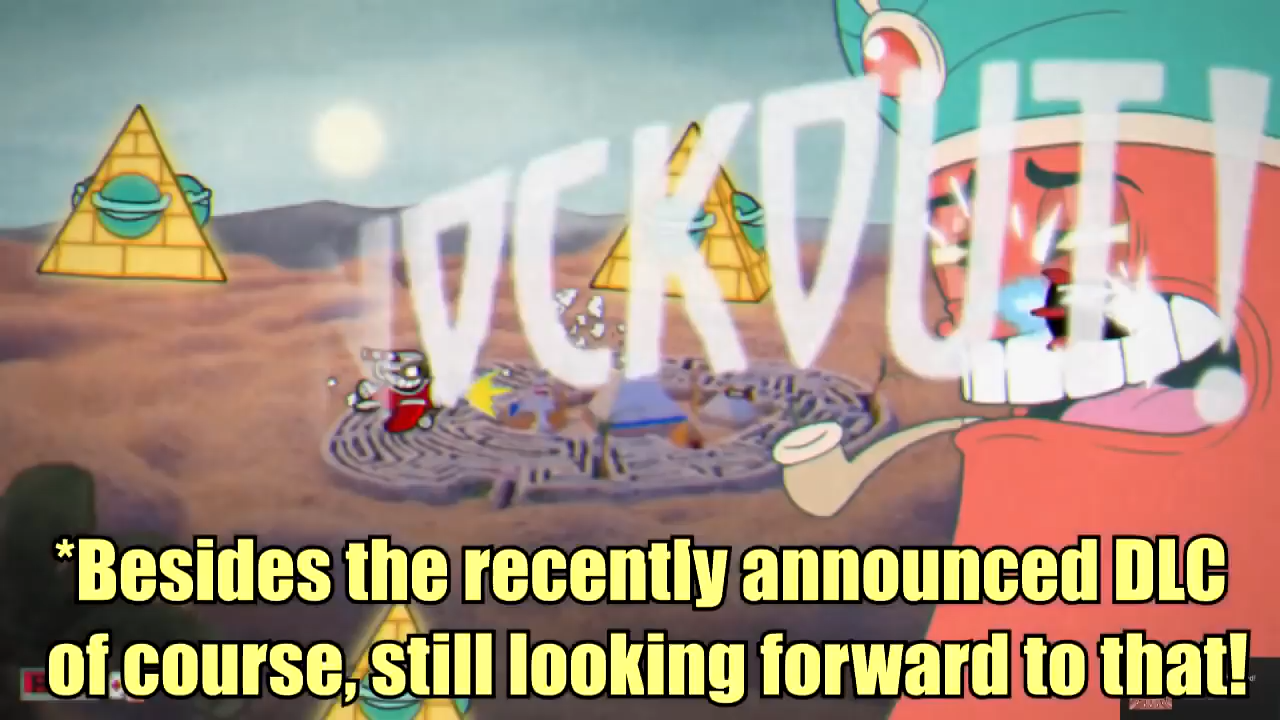 KNOCKOUT!
*Besides the recently announced DLC
of course, still looking forward to that!